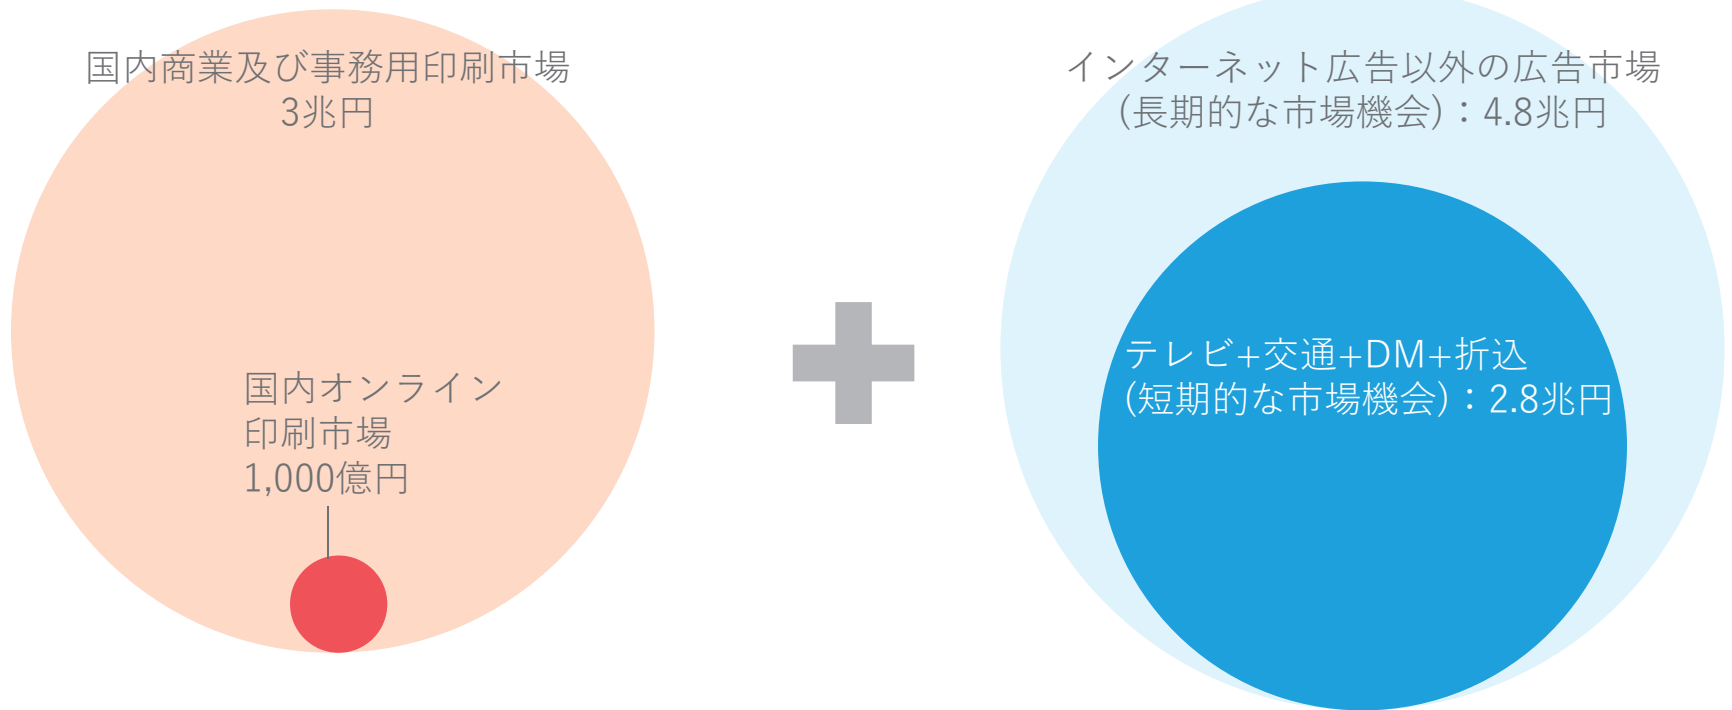 国内商業及び事務用印刷市場
3兆円
国内オンライン
印刷市場
1,000億円
インターネット広告以外の広告市場
(長期的な市場機会)：4.8兆円
テレビ+交通+DM+折込
(短期的な市場機会)：2.8兆円